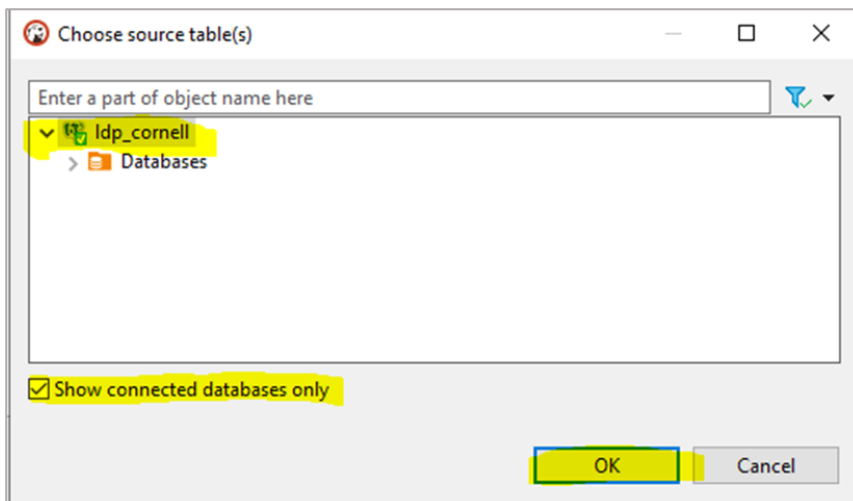 Choose source table(s)
Enter a part of object name here
ldp_cornell
Databases
Show connected databases only
OK Cancel